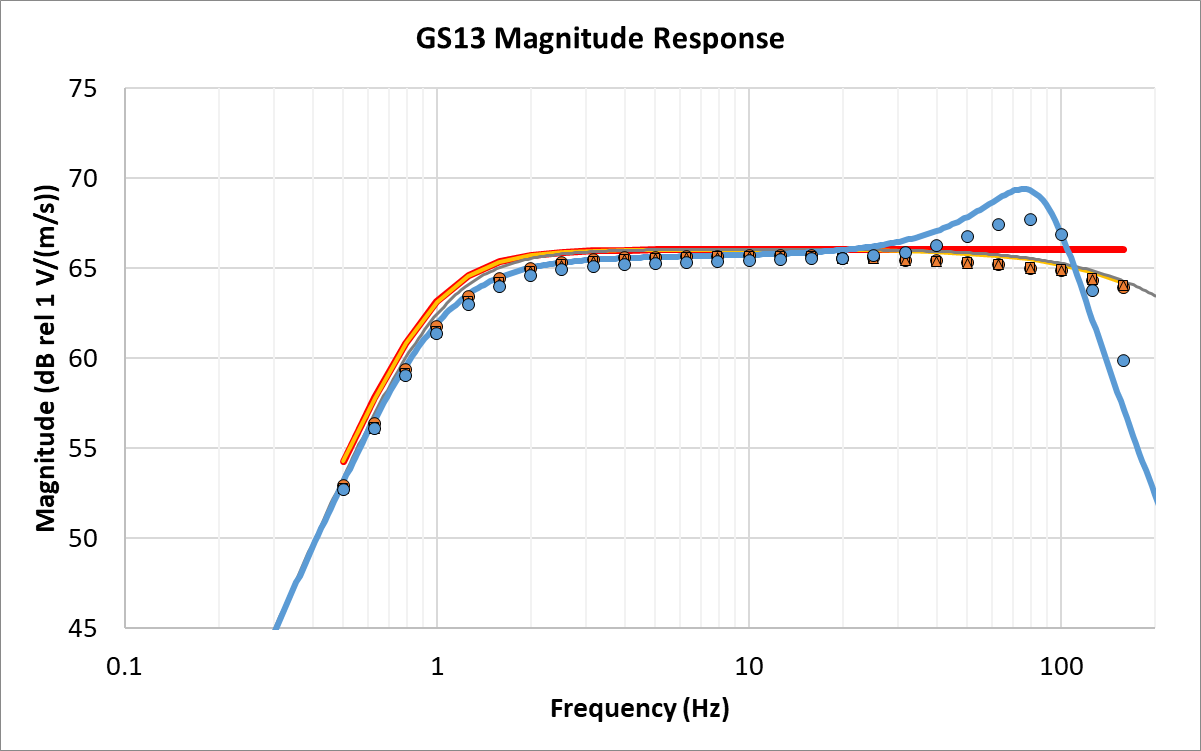 GS13 Magnitude Response
75
70
65
60
55
50
45
Magnitude (dB rel 1 V/(m/s))
0.1 1 10 100
Frequency (Hz)